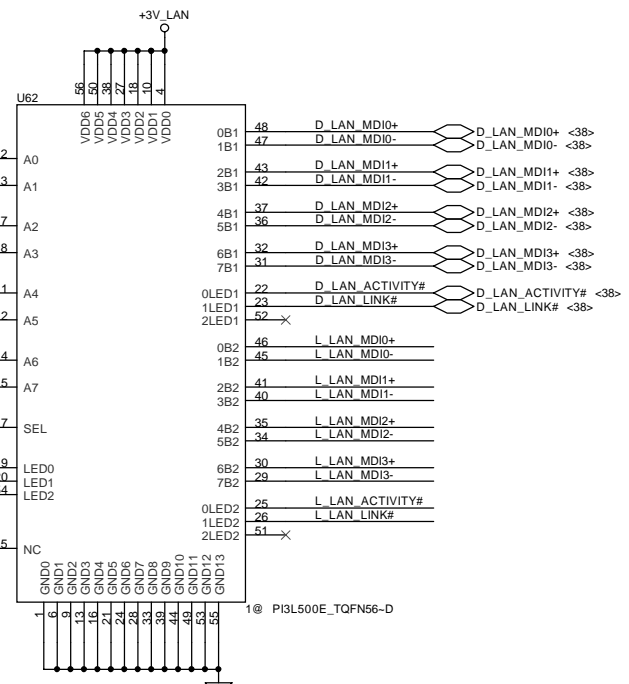 +3V_LAN
56 50 38 27 18 10 4
U62
VDD6 VDD5 VDD4 VDD3 VDD2 VDD1 VDD0
2 A0
3 A1
7 A2
8 A3
1 A4
2 A5
4 A6
5 A7
7 SEL
9 LED0
20 LED1
LED2
5 NC
0B1 48 D_LAN_MDI0+ D_LAN_MDI0+ <38>
1B1 47 D_LAN_MDI0- D_LAN_MDI0- <38>
2B1 43 D_LAN_MDI1+ D_LAN_MDI1+ <38>
3B1 42 D_LAN_MDI1- D_LAN_MDI1- <38>
4B1 37 D_LAN_MDI2+ D_LAN_MDI2+ <38>
5B1 36 D_LAN_MDI2- D_LAN_MDI2- <38>
6B1 32 D_LAN_MDI3+ D_LAN_MDI3+ <38>
7B1 31 D_LAN_MDI3- D_LAN_MDI3- <38>
0LED1 22 D_LAN_ACTIVITY# D_LAN_ACTIVITY# <38>
1LED1 23 D_LAN_LINK# D_LAN_LINK# <38>
2LED1 52
0B2 46 L_LAN_MDI0+
1B2 45 L_LAN_MDI0-
2B2 41 L_LAN_MDI1+
3B2 40 L_LAN_MDI1-
4B2 35 L_LAN_MDI2+
5B2 34 L_LAN_MDI2-
6B2 30 L_LAN_MDI3+
7B2 29 L_LAN_MDI3-
0LED2 25 L_LAN_ACTIVITY#
1LED2 26 L_LAN_LINK#
2LED2 51
GND0 GND1 GND2 GND3 GND4 GND5 GND6 GND7 GND8 GND9 GND10 GND11 GND12 GND13
1 6 9 13 16 21 24 28 33 39 44 49 53 55
1@ PI3L500E_TQFN56~D